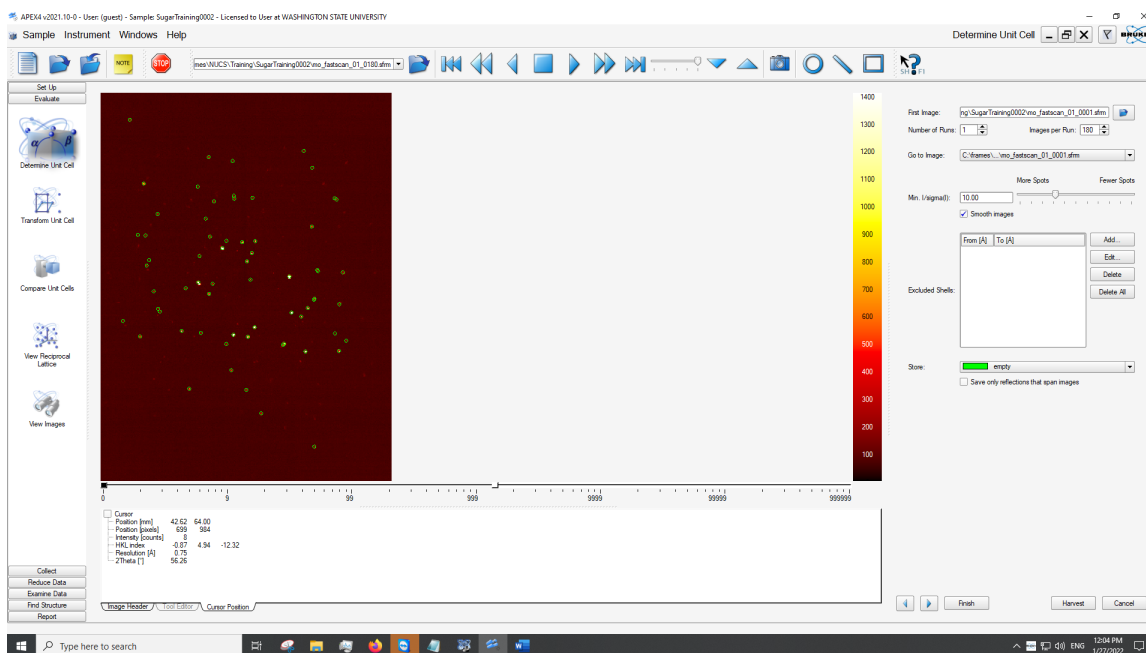 APEX4 v2021.10-0 - User: (guest) - Sample: SugarTraining0002 - Licensed to User at WASHINGTON STATE UNIVERSITY
Sample Instrument Windows Help
Determine Unit Cell
NOTE
STOP
mes\NUCS\Training\SugarTraining0002\mo_fastscan_01_0180.sfrm
Set Up
Evaluate
Determine Unit Cell
Transform Unit Cell
Compare Unit Cells
View Reciprocal
Lattice
View Images
Collect
Reduce Data
Examine Data
Find Structure
Report
1400
1300
1200
1100
1000
900
800
700
600
500
400
300
200
100
0 9 99 999 9999 99999 999999
Cursor
Position [mm] 42.62 64.00
Position [pixels] 699 984
Intensity [counts] 8
HKL index -0.87 4.94 -12.32
Resolution [Å] 0.75
2Theta [°] 56.26
Image Header Tool Editor Cursor Position
First Image: ng\SugarTraining0002\mo_fastscan_01_0001.sfrm
Number of Runs: 1 Images per Run: 180
Go to Image: C:\frames\...\mo_fastscan_01_0001.sfrm
More Spots Fewer Spots
Min. I/sigma(I): 10.00
Smooth images
From [Å] To [Å]
Add...
Edit...
Delete
Delete All
Excluded Shells:
Store: empty
Save only reflections that span images
Finish Harvest Cancel
Type here to search
ENG
12:04 PM
1/27/2022